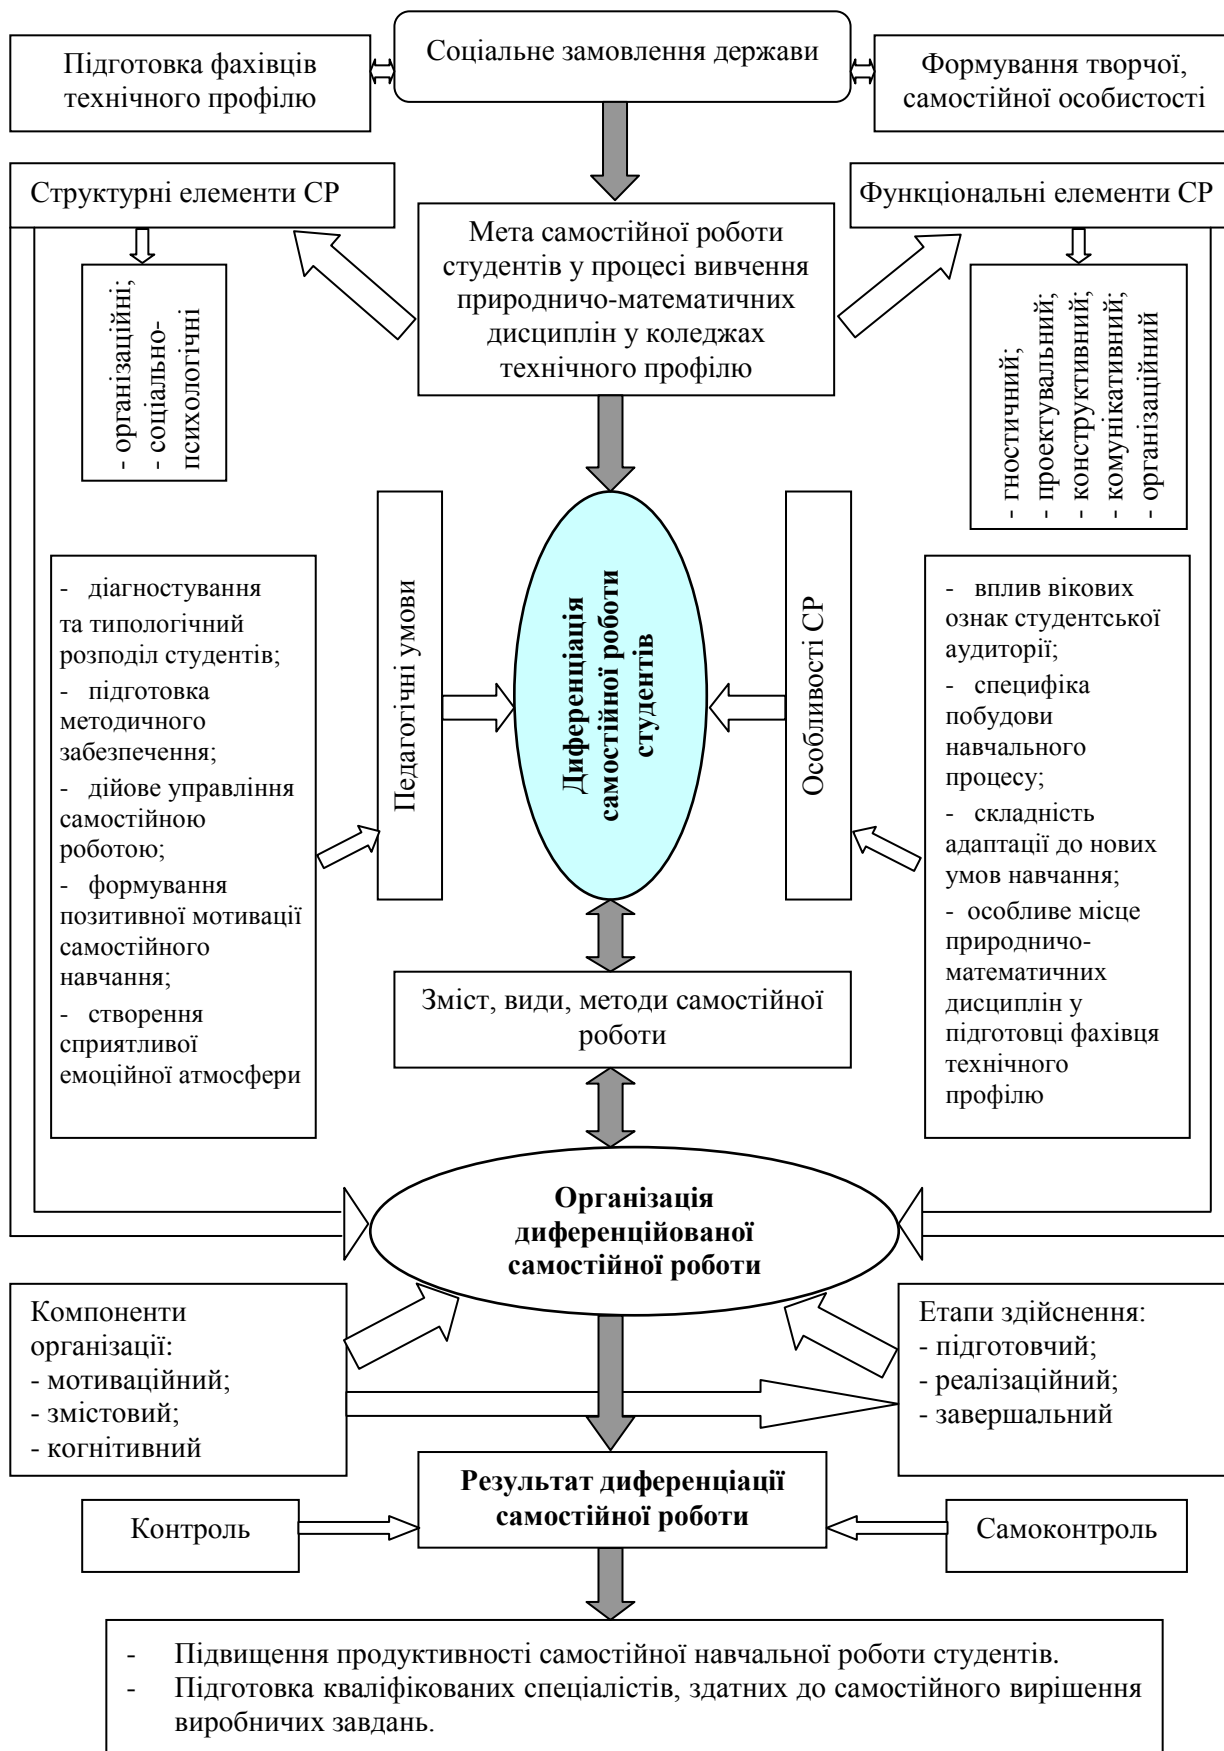 Соціальне замовлення держави
Підготовка фахівців
технічного профілю
Формування творчої,
самостійної особистості
Структурні елементи СР
Функціональні елементи СР
Мета самостійної роботи
студентів у процесі вивчення
природничо-математичних
дисциплін у коледжах
технічного профілю
- організаційні;
- соціально-
психологічні
- гностичний;
- проектувальний;
- конструктивний;
- комунікативний;
- організаційний
- діагностування
та типологічний
розподіл студентів;
- підготовка
методичного
забезпечення;
- дійове управління
самостійною
роботою;
- формування
позитивної мотивації
самостійного
навчання;
- створення
сприятливої
емоційної атмосфери
Педагогічні умови
Диференціація
самостійної роботи
студентів
Особливості СР
- вплив вікових
ознак студентської
аудиторії;
- специфіка
побудови
навчального
процесу;
- складність
адаптації до нових
умов навчання;
- особливе місце
природничо-
математичних
дисциплін у
підготовці фахівця
технічного
профілю
Зміст, види, методи самостійної
роботи
Організація
диференційованої
самостійної роботи
Компоненти
організації:
- мотиваційний;
- змістовий;
- когнітивний
Етапи здійснення:
- підготовчий;
- реалізаційний;
- завершальний
Результат диференціації
самостійної роботи
Контроль
Самоконтроль
- Підвищення продуктивності самостійної навчальної роботи студентів.
- Підготовка кваліфікованих спеціалістів, здатних до самостійного вирішення
виробничих завдань.